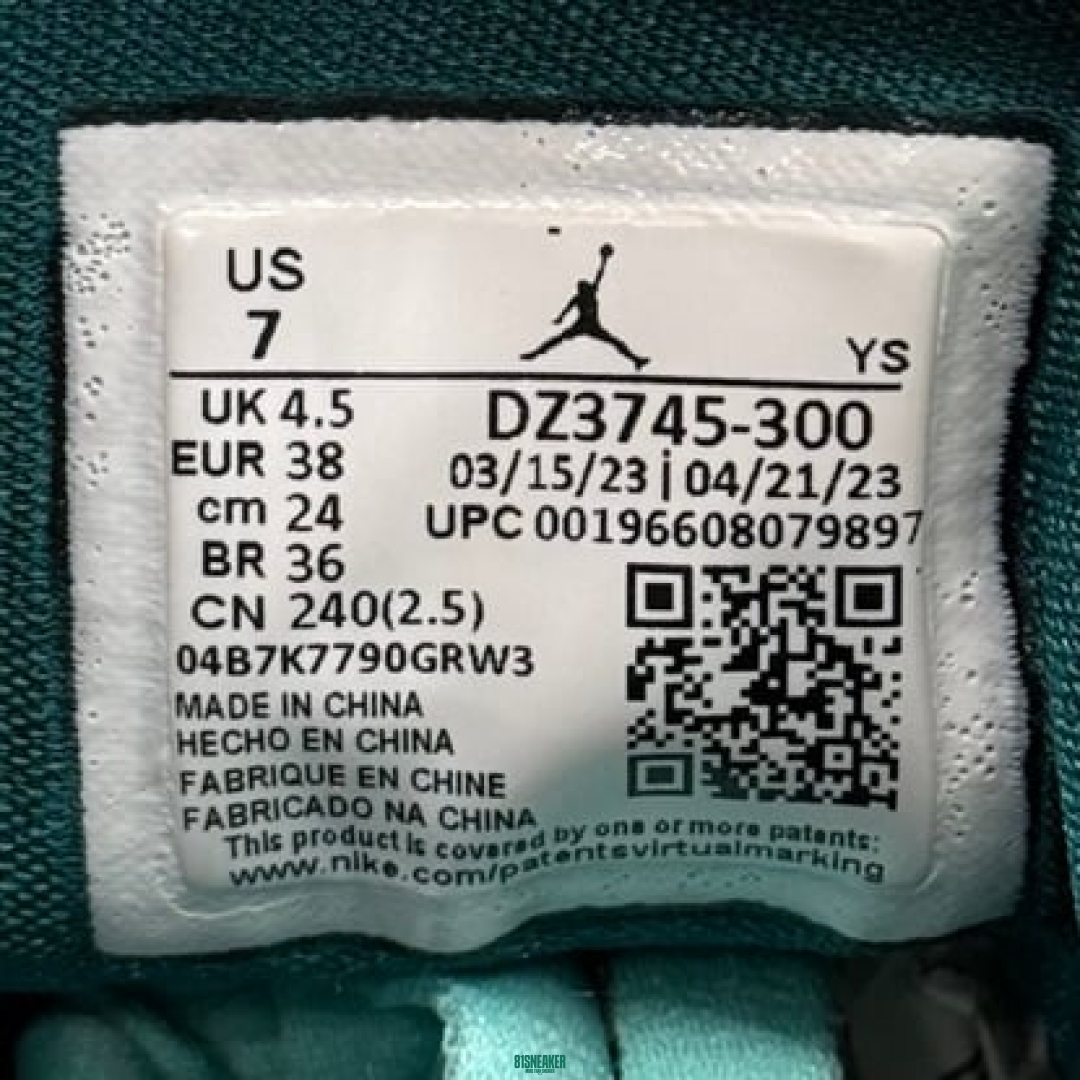 US
7
YS
UK 4.5
EUR 38
cm 24
BR 36
CN 240(2.5)
DZ3745-300
03/15/23 | 04/21/23
UPC 00196608079897
04B7K7790GRW3
MADE IN CHINA
HECHO EN CHINA
FABRIQUE EN CHINE
FABRICADO NA CHINA
This product is covered by one or more patents:
www.nike.com/patentsvirtualmarking
81SNEAKER